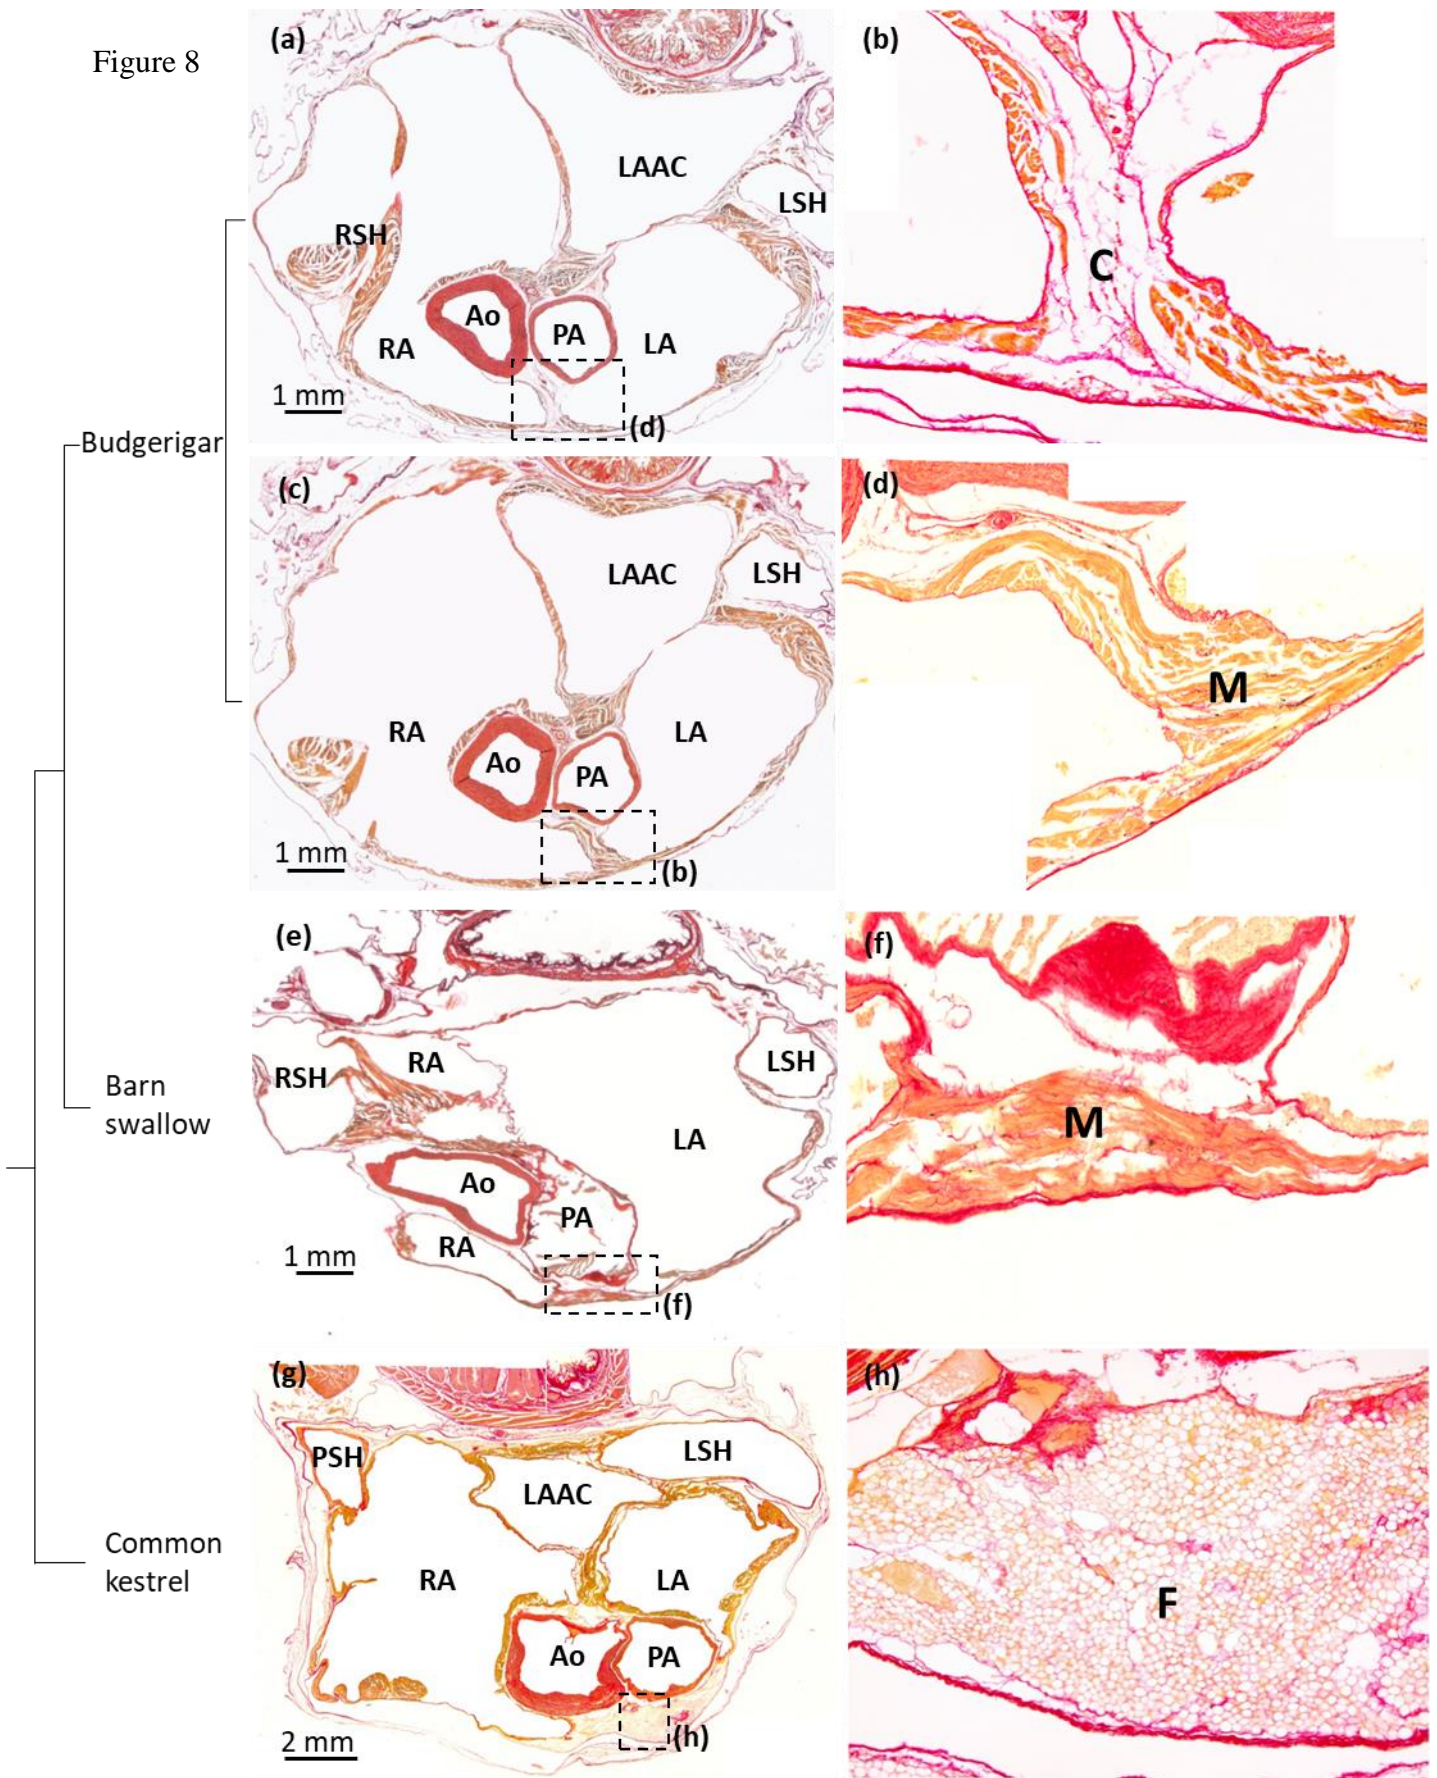 Figure 8
(a)
LAAC
LSH
RSH
Ao
PA
RA
LA
1 mm
(d)
(b)
C
Budgerigar
(c)
LAAC
LSH
RA
LA
Ao
PA
1 mm
(b)
(d)
M
(e)
RA
RSH
LSH
LA
Ao
PA
RA
1 mm
(f)
(f)
M
Barn
swallow
(g)
PSH
LSH
LAAC
RA
LA
Ao
PA
2 mm
(h)
(h)
F
Common
kestrel